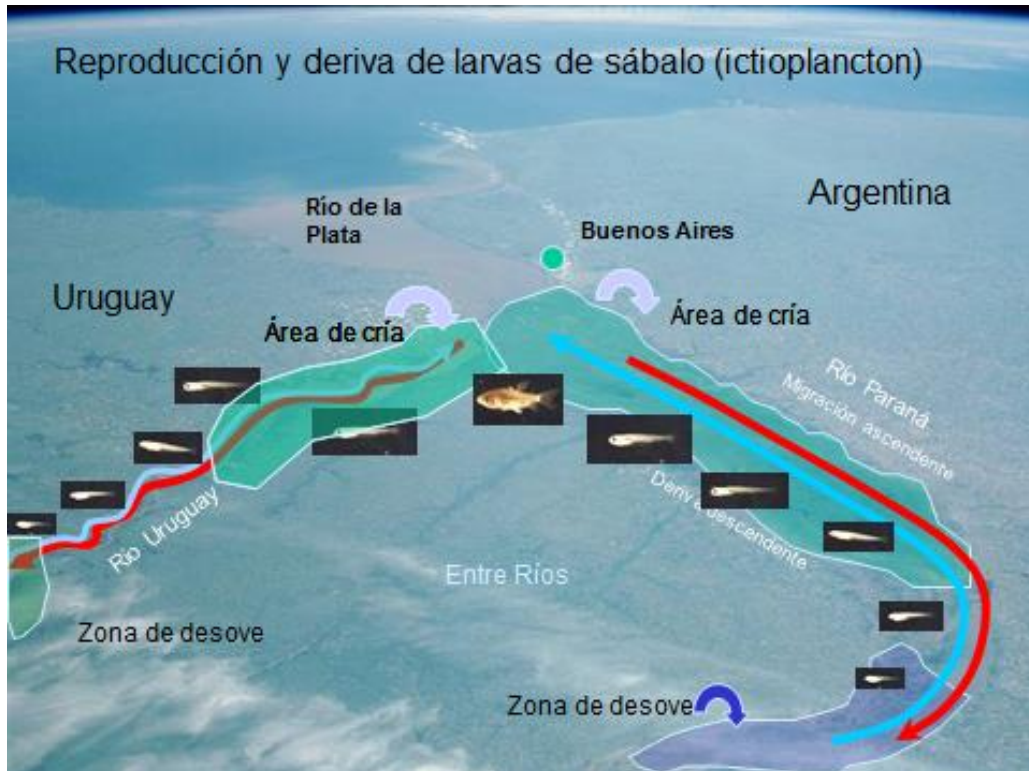 Reproducción y deriva de larvas de sábalo (ictioplancton)
Argentina
Río de la
Plata
Buenos Aires
Uruguay
Área de cría
Área de cría
Río Paraná
Migración ascendente
Deriva descendente
Río Uruguay
Entre Ríos
Zona de desove
Zona de desove